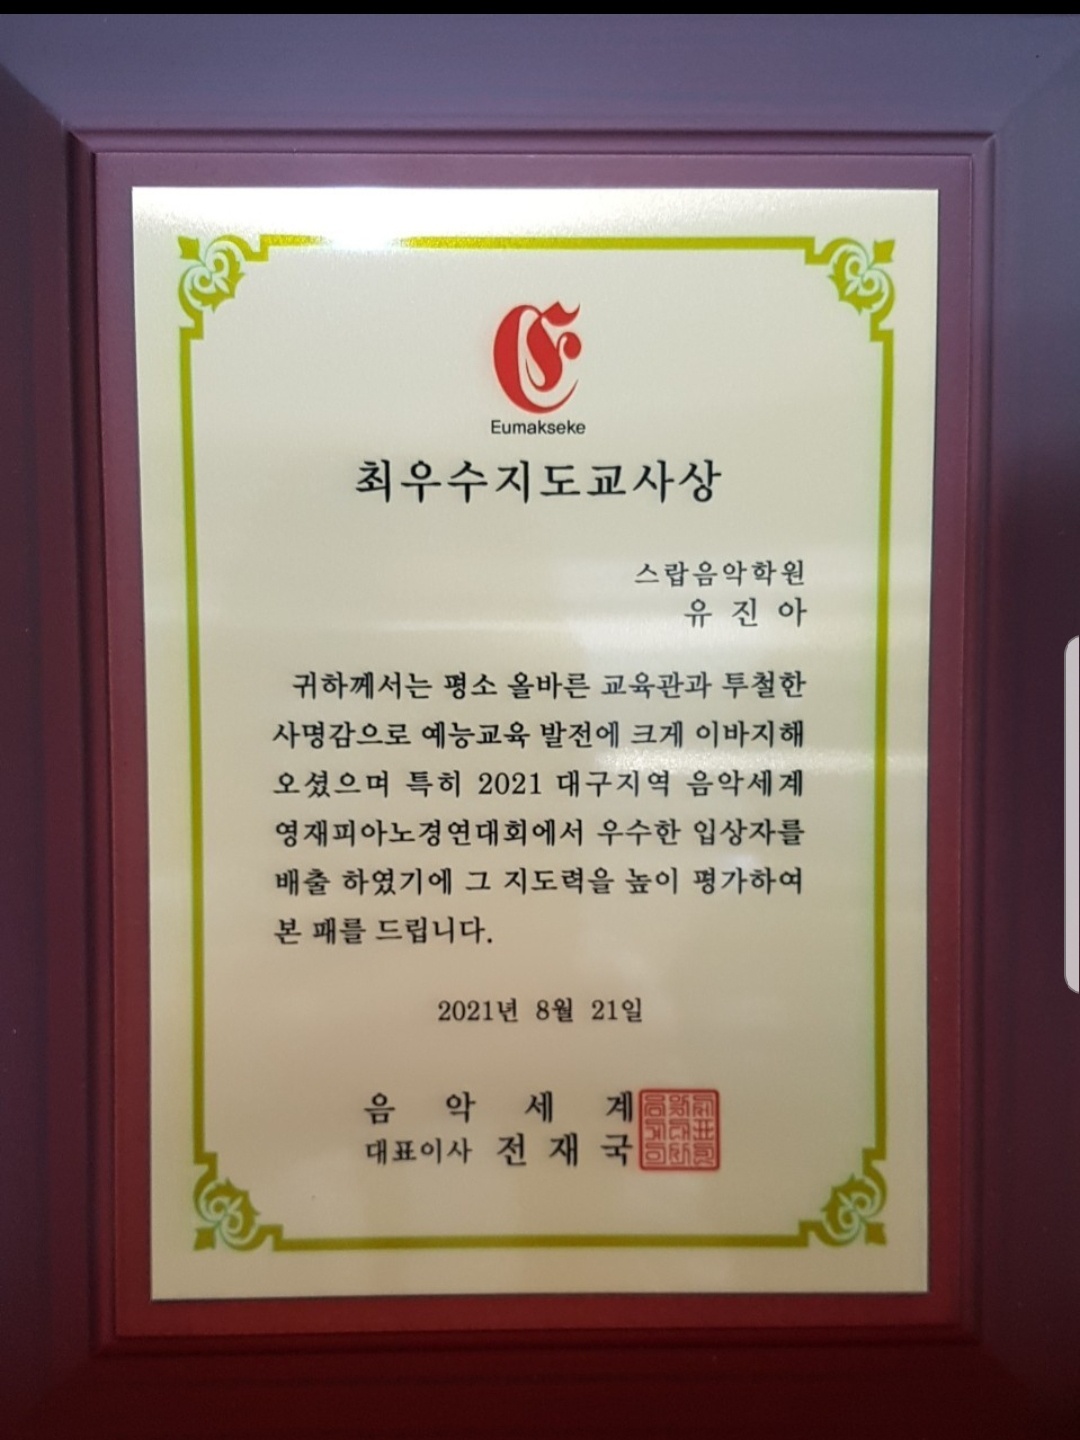 Eumakseke
최우수지도교사상
스랍음악학원
유 진 아
귀하께서는 평소 올바른 교육관과 투철한
사명감으로 예능교육 발전에 크게 이바지해
오셨으며 특히 2021 대구지역 음악세계
영재피아노경연대회에서 우수한 입상자를
배출 하였기에 그 지도력을 높이 평가하여
본 패를 드립니다.
2021년 8월 21일
음 악 세 계
대표이사 전 재 국